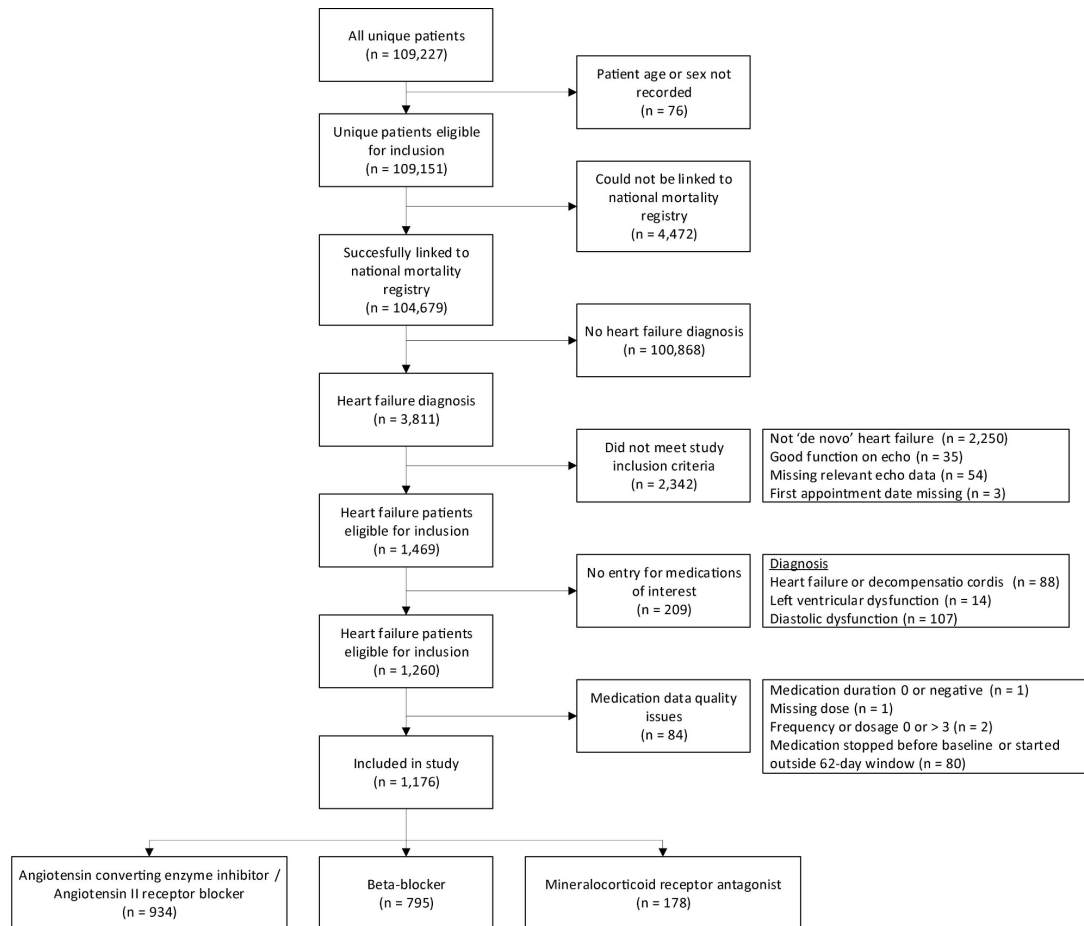 All unique patients
(n = 109,227)
Patient age or sex not
recorded
(n = 76)
Unique patients eligible
for inclusion
(n = 109,151)
Could not be linked to
national mortality
registry
(n = 4,472)
Succesfully linked to
national mortality
registry
(n = 104,679)
No heart failure diagnosis
(n = 100,868)
Heart failure diagnosis
(n = 3,811)
Did not meet study
inclusion criteria
(n = 2,342)
Not ‘de novo’ heart failure (n = 2,250)
Good function on echo (n = 35)
Missing relevant echo data (n = 54)
First appointment date missing (n = 3)
Heart failure patients
eligible for inclusion
(n = 1,469)
No entry for medications
of interest
(n = 209)
Diagnosis
Heart failure or decompensatio cordis (n = 88)
Left ventricular dysfunction (n = 14)
Diastolic dysfunction (n = 107)
Heart failure patients
eligible for inclusion
(n = 1,260)
Medication data quality
issues
(n = 84)
Medication duration 0 or negative (n = 1)
Missing dose (n = 1)
Frequency or dosage 0 or > 3 (n = 2)
Medication stopped before baseline or started
outside 62-day window (n = 80)
Included in study
(n = 1,176)
Angiotensin converting enzyme inhibitor /
Angiotensin II receptor blocker
(n = 934)
Beta-blocker
(n = 795)
Mineralocorticoid receptor antagonist
(n = 178)